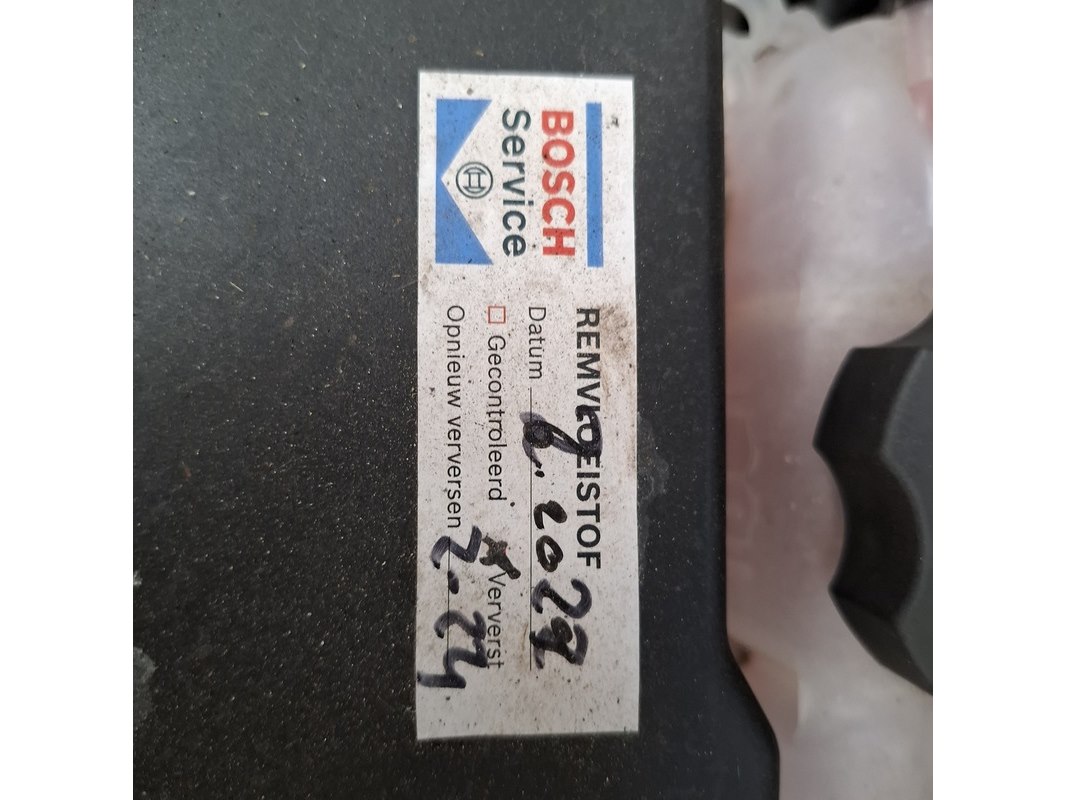 BOSCH
Service
REMVLOEISTOF
Datum
Gecontroleerd Ververst
Opnieuw verversen